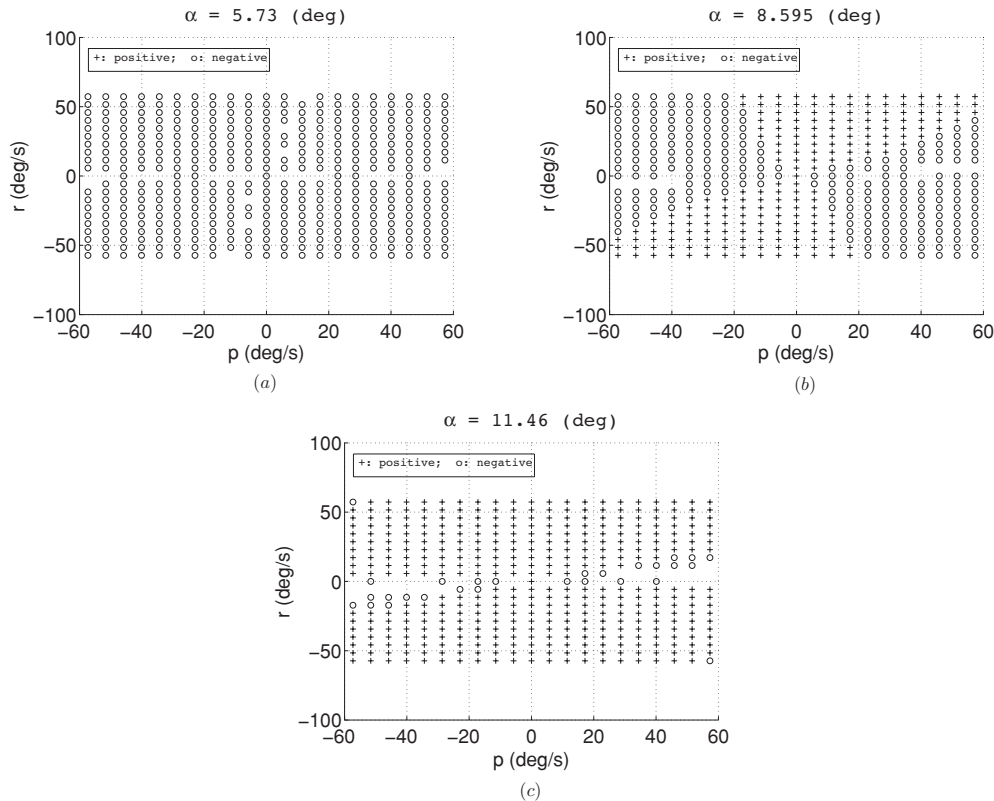 α = 5.73 (deg)
+: positive; o: negative
100
50
0
−50
−100
r (deg/s)
−60 −40 −20 0 20 40 60
p (deg/s)
(a)
α = 8.595 (deg)
+: positive; o: negative
100
50
0
−50
−100
r (deg/s)
−60 −40 −20 0 20 40 60
p (deg/s)
(b)
α = 11.46 (deg)
+: positive; o: negative
100
50
0
−50
−100
r (deg/s)
−60 −40 −20 0 20 40 60
p (deg/s)
(c)